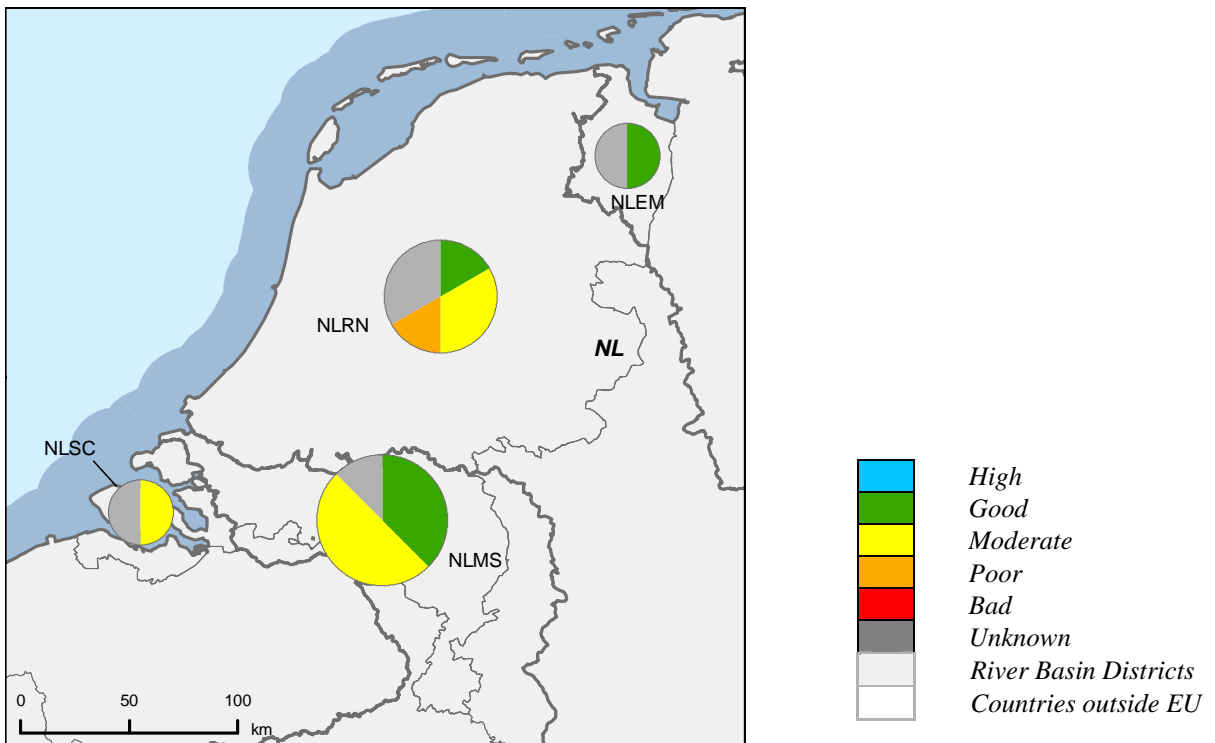 NLEM
NLRN
NL
NLSC
NLMS
0 50 100
km
High
Good
Moderate
Poor
Bad
Unknown
River Basin Districts
Countries outside EU